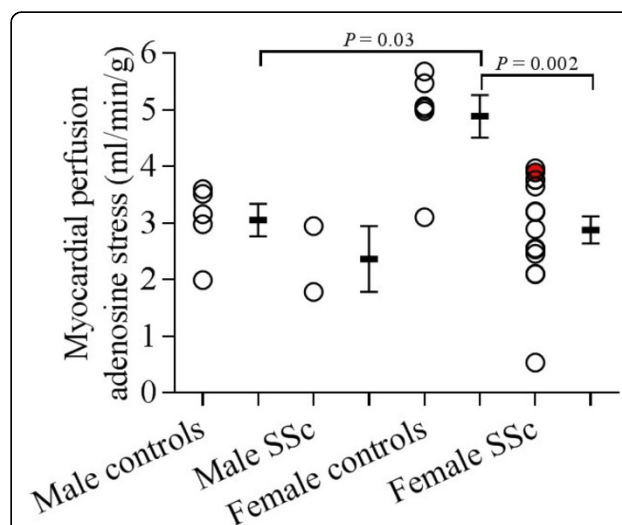 P = 0.03
P = 0.002
Myocardial perfusion
adenosine stress (ml/min/g)
6
5
4
3
2
1
0
Male controls
Male SSc
Female controls
Female SSc